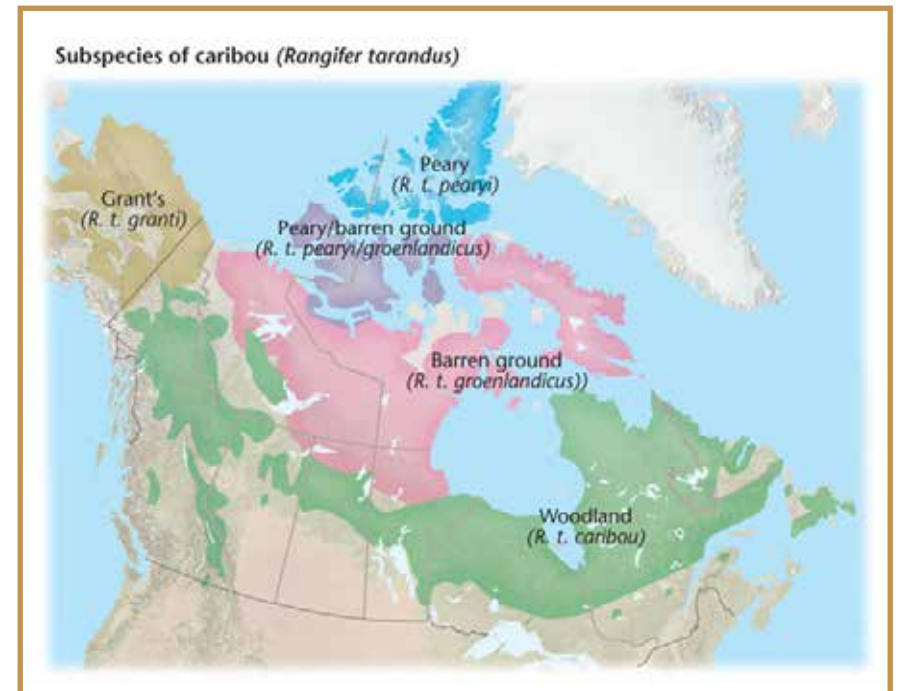 Subspecies of caribou (Rangifer tarandus)
Peary
(R. t. pearyi)
Grant's
(R. t. granti)
Peary/barren ground
(R. t. pearyi/groenlandicus)
Barren ground
(R. t. groenlandicus))
Woodland
(R. t. caribou)